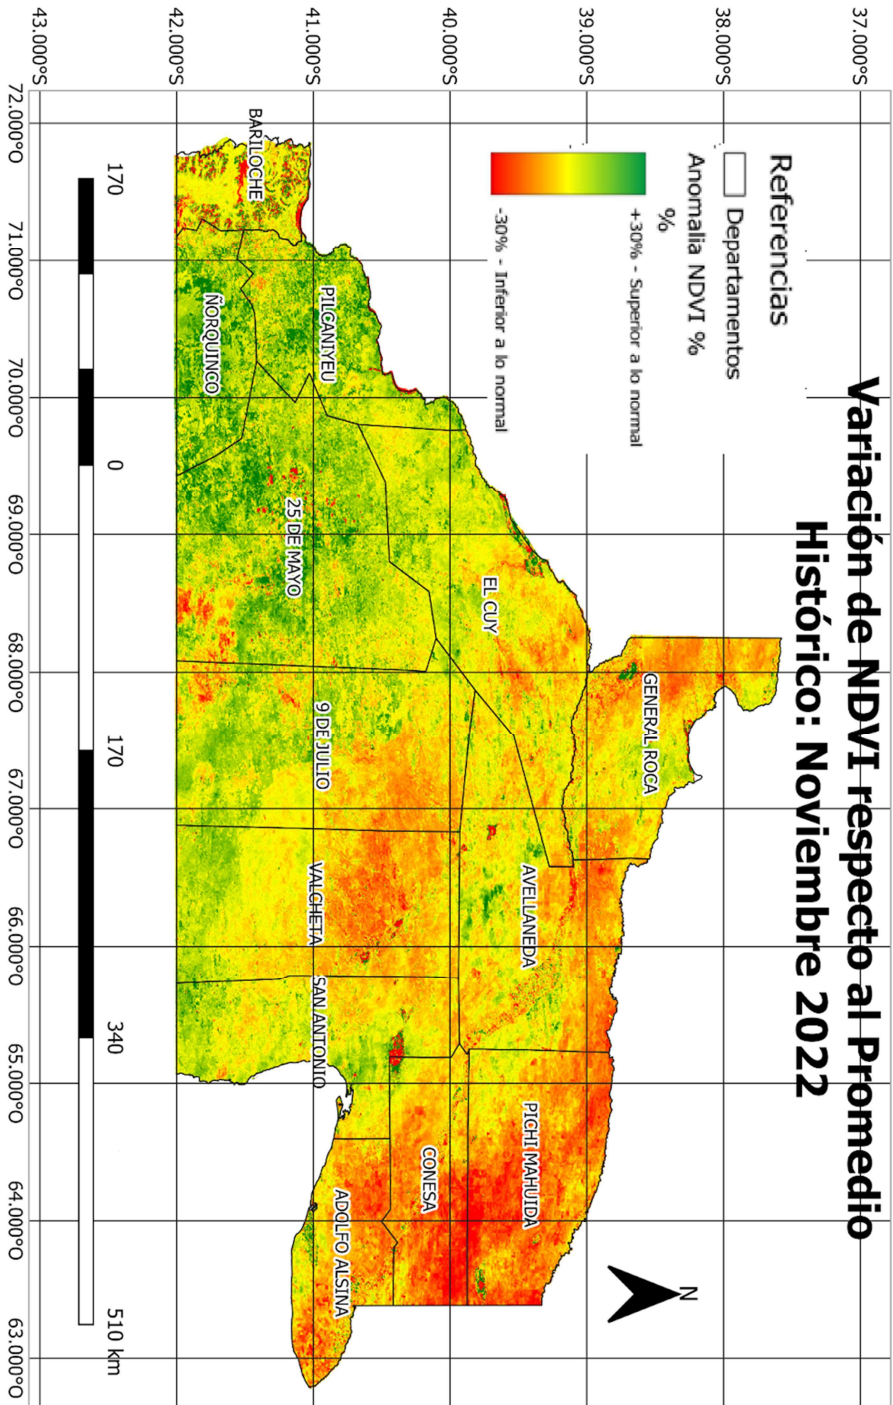 Variación de NDVI respecto al Promedio
Histórico: Noviembre 2022
37.000°S
38.000°S
39.000°S
40.000°S
41.000°S
42.000°S
43.000°S
Referencias
Departamentos
Anomalia NDVI %
%
+30% - Superior a lo normal
-30% - Inferior a lo normal
N
GENERAL ROCA
EL CUY
AVELLANEDA
PICHI MAHUIDA
CONESA
PILCANIYEU
25 DE MAYO
9 DE JULIO
VALCHETA
SAN ANTONIO
ADOLFO ALSINA
BARILOCHE
ÑORQUINCO
170
0
170
340
510 km
72.000°O
71.000°O
70.000°O
69.000°O
68.000°O
67.000°O
66.000°O
65.000°O
64.000°O
63.000°O